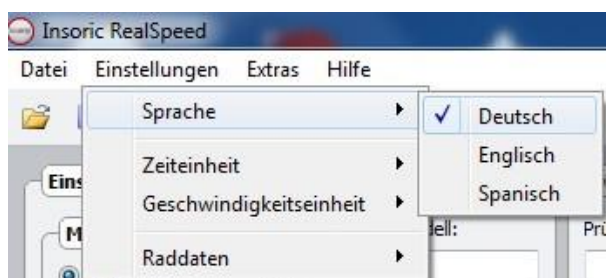 Insoric RealSpeed
Datei Einstellungen Extras Hilfe
Sprache
Deutsch
Englisch
Spanisch
Zeiteinheit
Geschwindigkeitseinheit
Raddaten